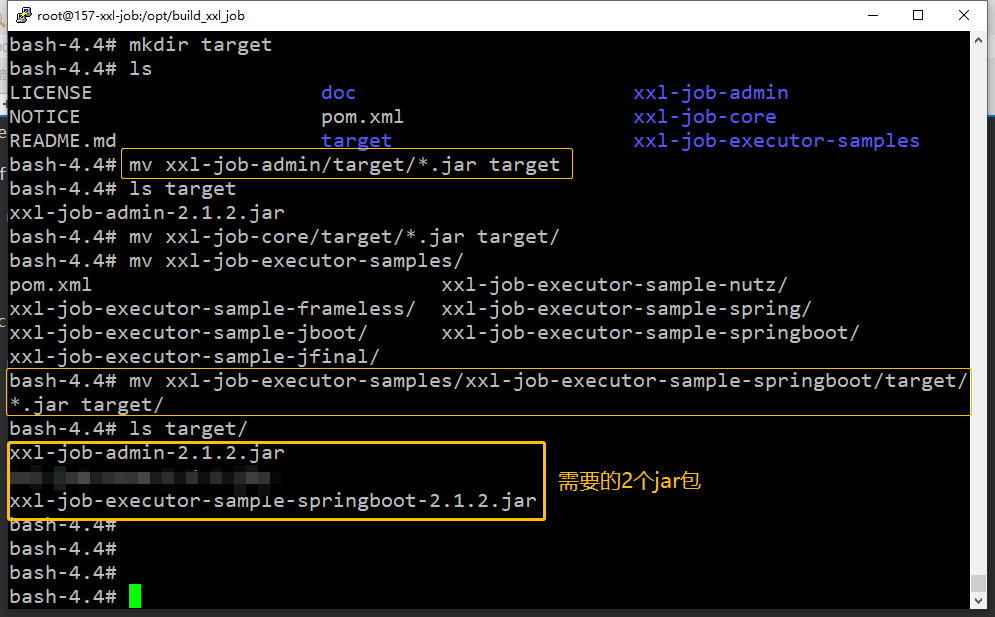 root@157-xxl-job:/opt/build_xxl_job
bash-4.4# mkdir target
bash-4.4# ls
LICENSE doc xxl-job-admin
NOTICE pom.xml xxl-job-core
README.md target xxl-job-executor-samples
bash-4.4# mv xxl-job-admin/target/*.jar target
bash-4.4# ls target
xxl-job-admin-2.1.2.jar
bash-4.4# mv xxl-job-core/target/*.jar target/
bash-4.4# mv xxl-job-executor-samples/
pom.xml xxl-job-executor-sample-nutz/
xxl-job-executor-sample-frameless/ xxl-job-executor-sample-spring/
xxl-job-executor-sample-jboot/ xxl-job-executor-sample-springboot/
xxl-job-executor-sample-jfinal/
bash-4.4# mv xxl-job-executor-samples/xxl-job-executor-sample-springboot/target/
*.jar target/
bash-4.4# ls target/
xxl-job-admin-2.1.2.jar
xxl-job-executor-sample-springboot-2.1.2.jar
需要的2个jar包
bash-4.4#
bash-4.4#
bash-4.4#
bash-4.4#